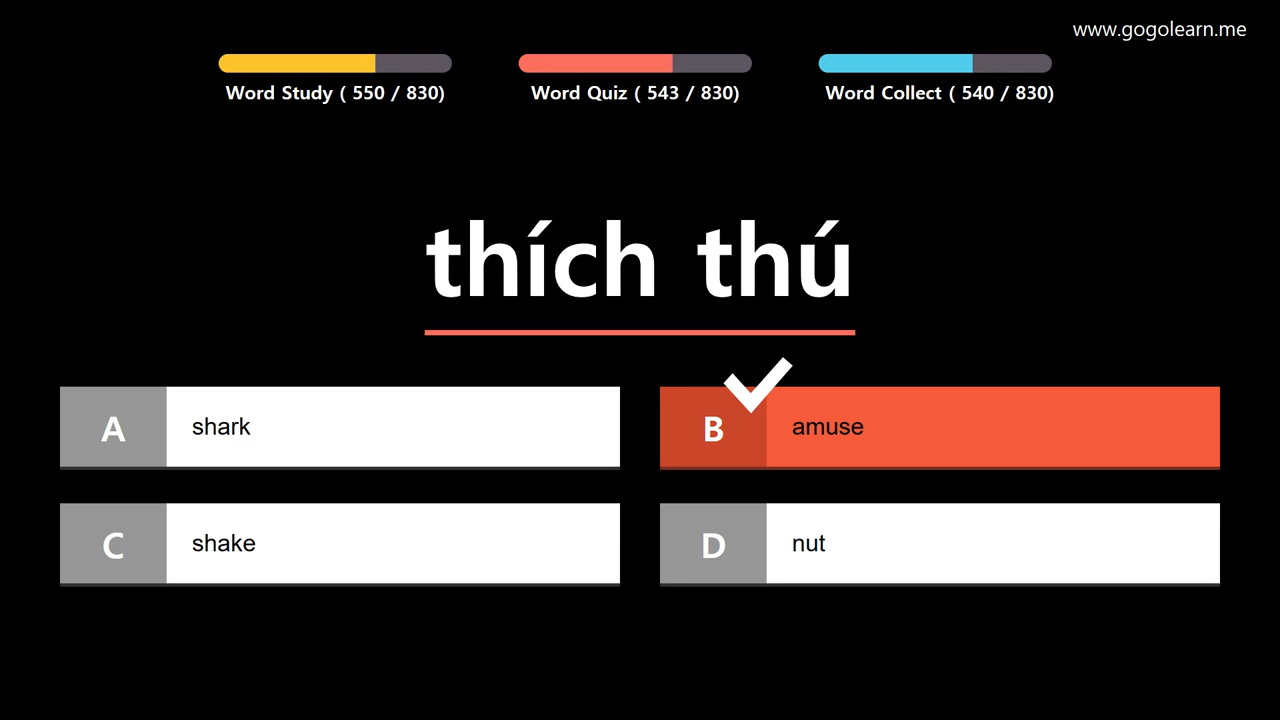 www.gogolearn.me
Word Study ( 550 / 830)
Word Quiz ( 543 / 830)
Word Collect ( 540 / 830)
thích thú
A shark
B amuse
C shake
D nut